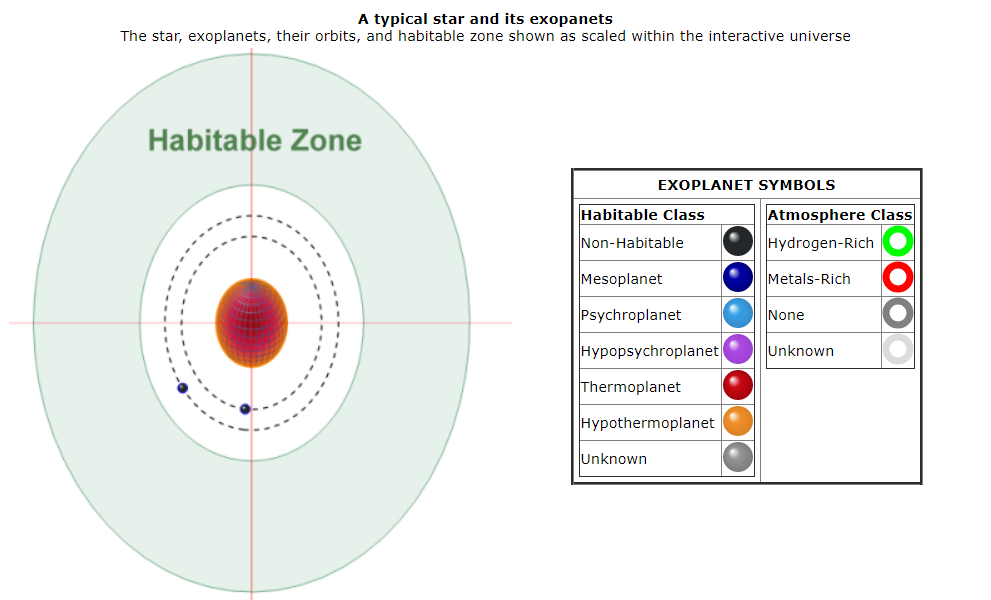 A typical star and its exopanets
The star, exoplanets, their orbits, and habitable zone shown as scaled within the interactive universe
Habitable Zone
EXOPLANET SYMBOLS
Habitable Class
Non-Habitable
Mesoplanet
Psychroplanet
Hypopsychroplanet
Thermoplanet
Hypothermoplanet
Unknown
Atmosphere Class
Hydrogen-Rich
Metals-Rich
None
Unknown